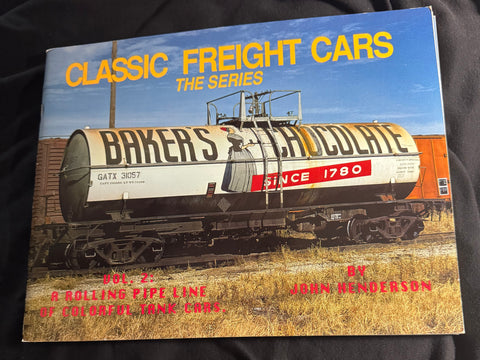 CLASSIC FREIGHT CARS
THE SERIES
BAKER'S CHOCOLATE
GATX 31057
SINCE 1780
VOL. 2:
A ROLLING PIPE LINE
OF COLORFUL TANK CARS.
BY
JOHN HENDERSON